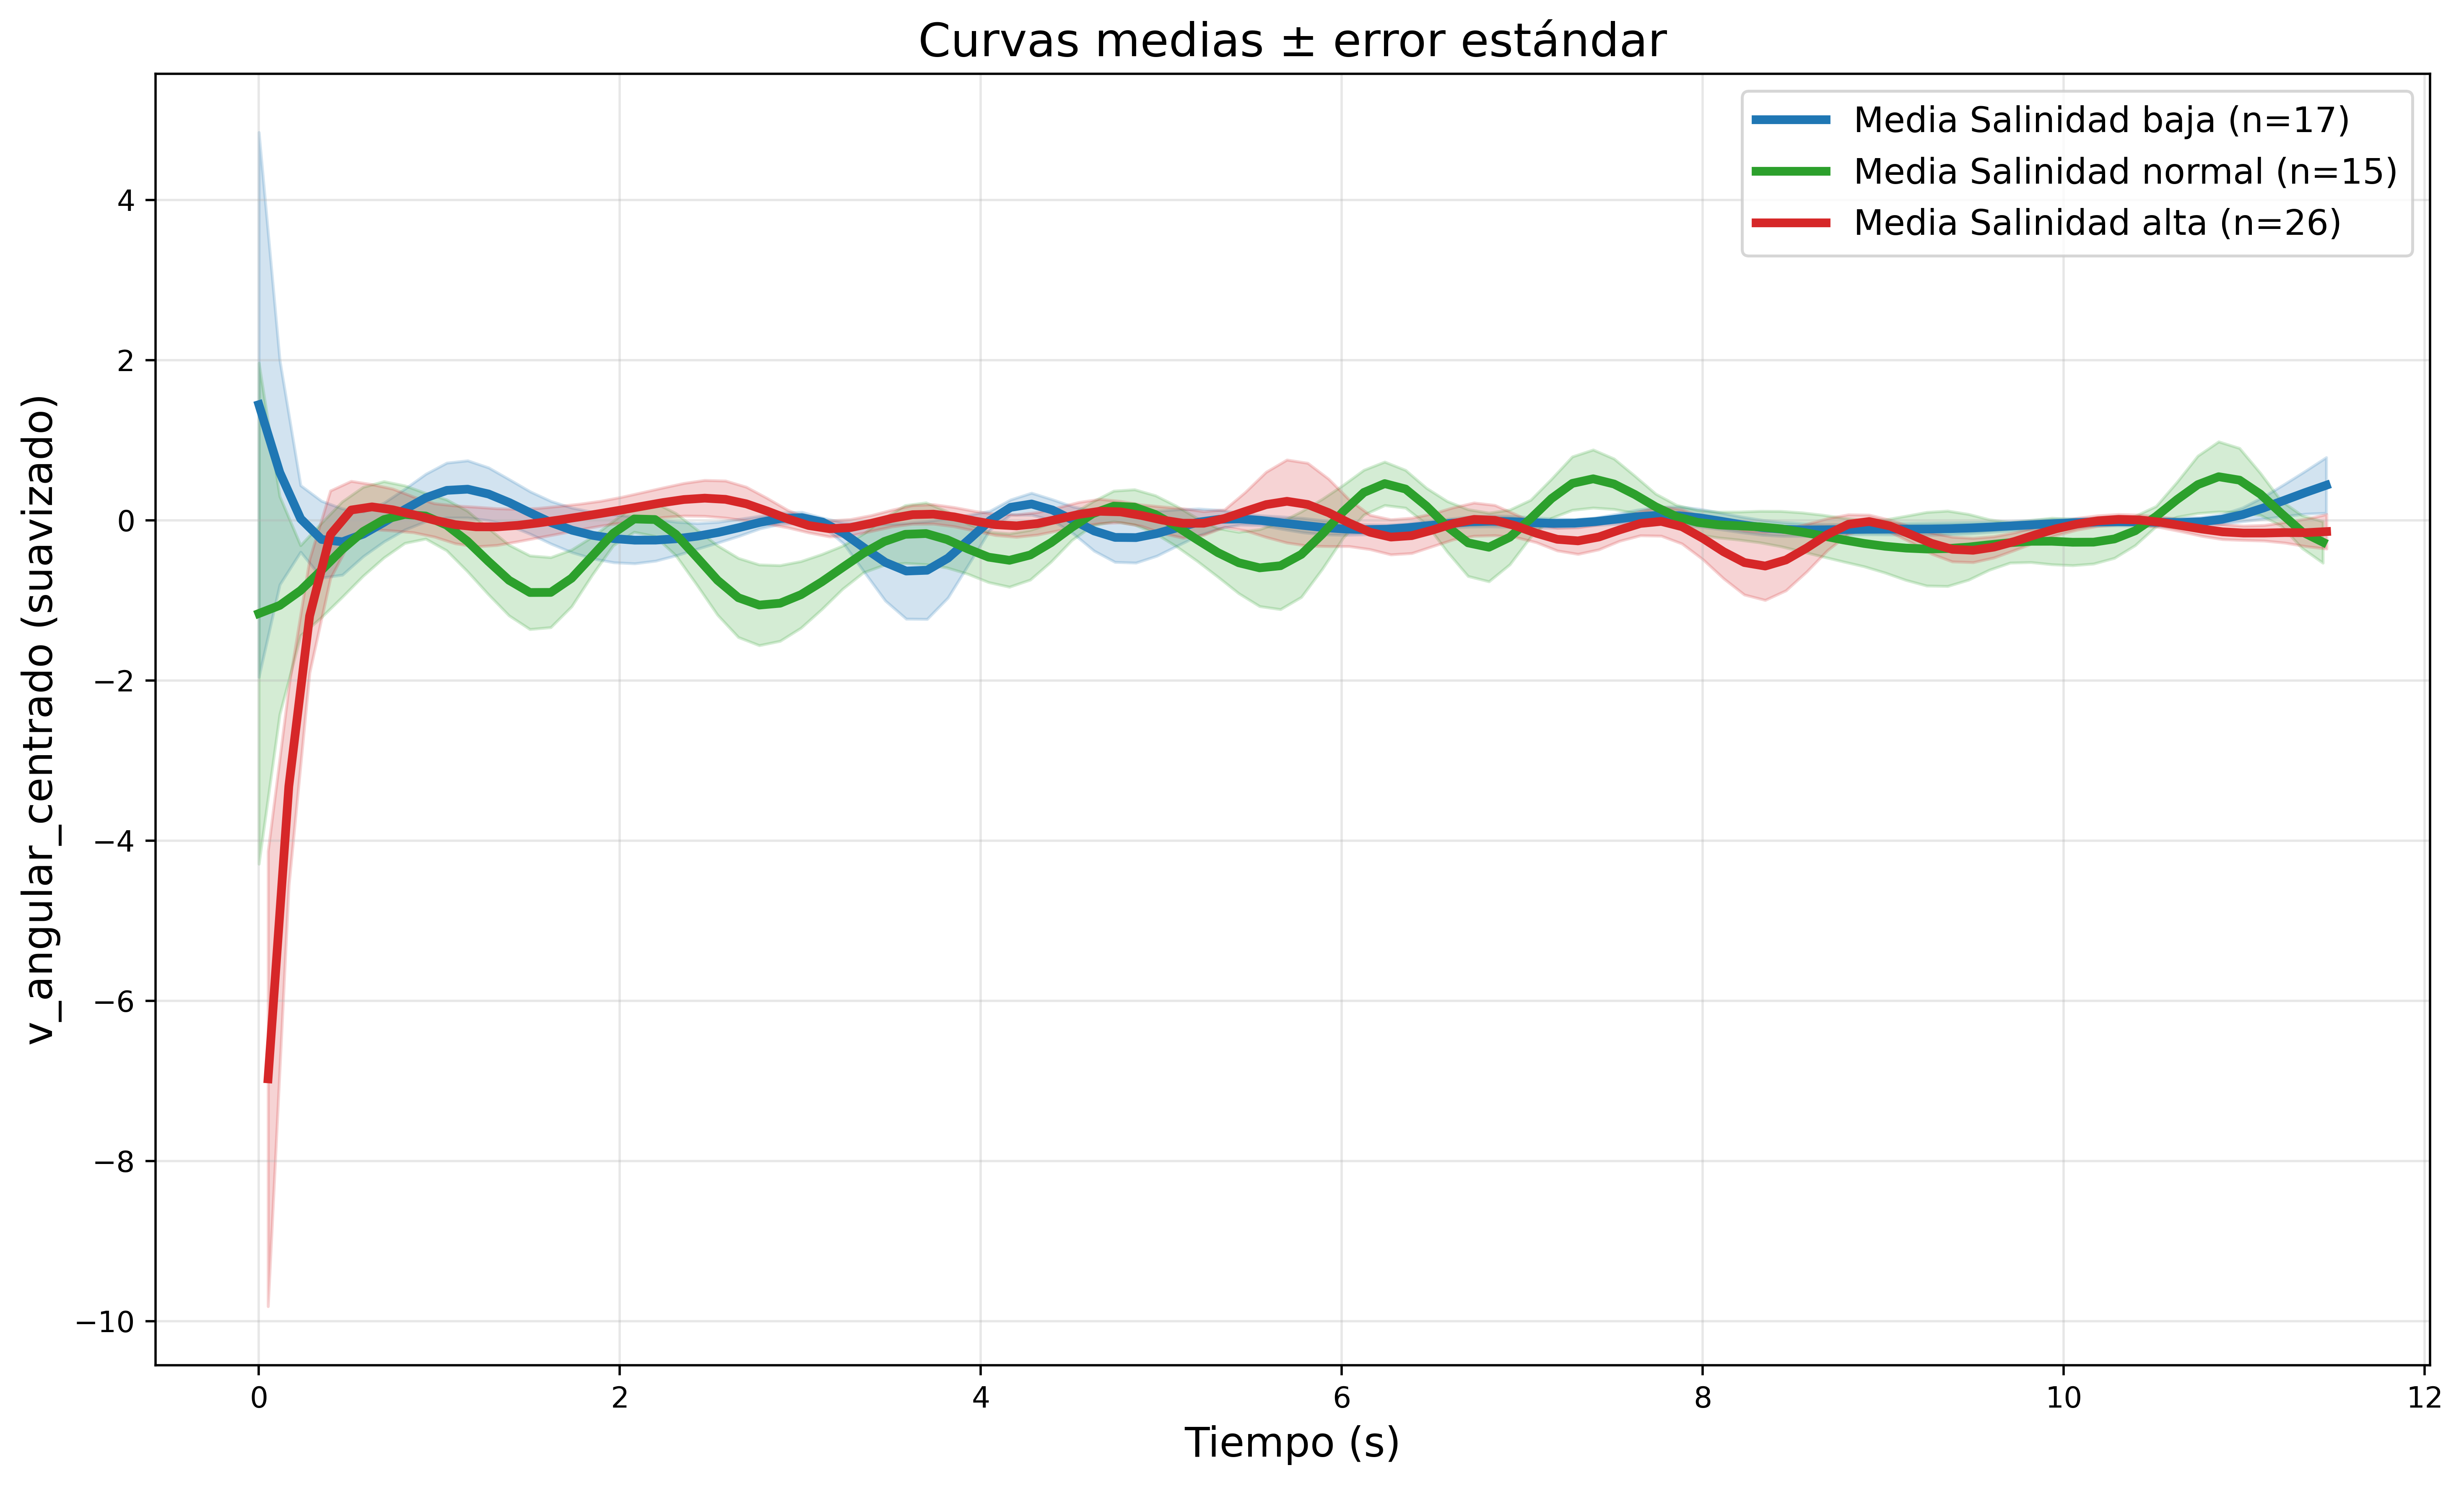 Curvas medias ± error estándar
Media Salinidad baja (n=17)
Media Salinidad normal (n=15)
Media Salinidad alta (n=26)
v_angular_centrado (suavizado)
4
2
0
−2
−4
−6
−8
−10
0 2 4 6 8 10 12
Tiempo (s)